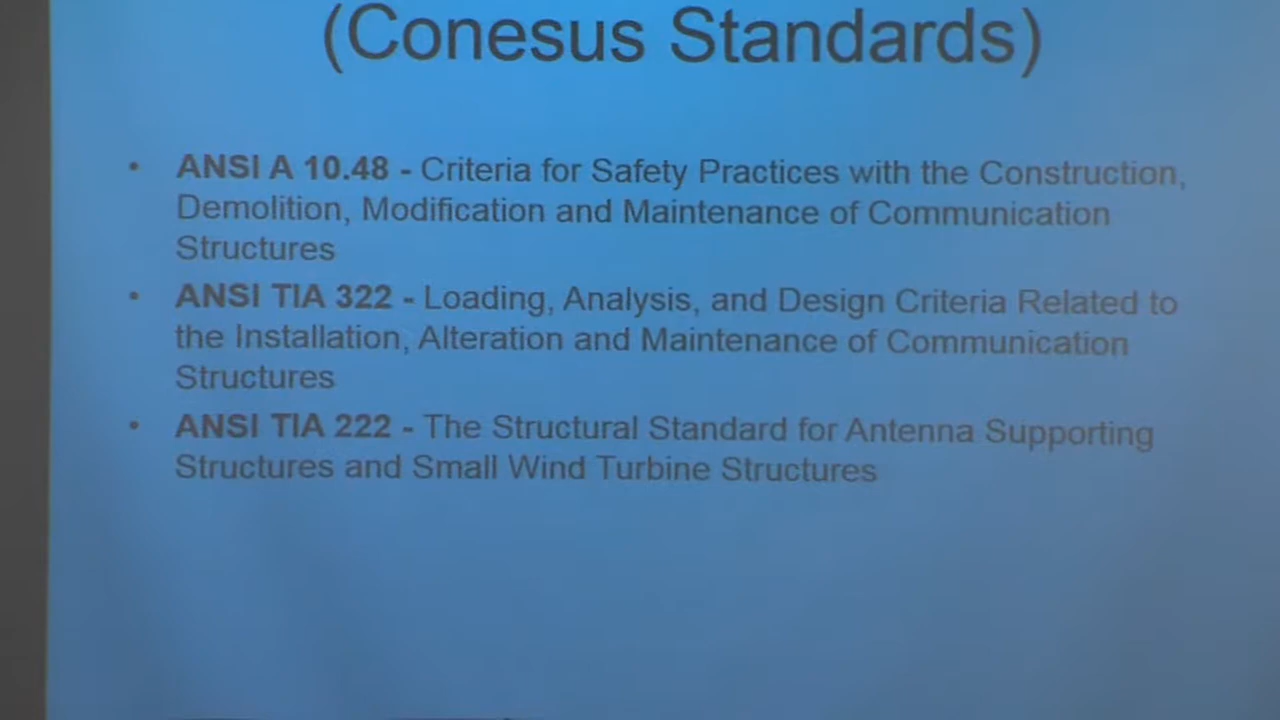 (Conesus Standards)
• ANSI A 10.48 - Criteria for Safety Practices with the Construction,
Demolition, Modification and Maintenance of Communication
Structures
• ANSI TIA 322 - Loading, Analysis, and Design Criteria Related to
the Installation, Alteration and Maintenance of Communication
Structures
• ANSI TIA 222 - The Structural Standard for Antenna Supporting
Structures and Small Wind Turbine Structures